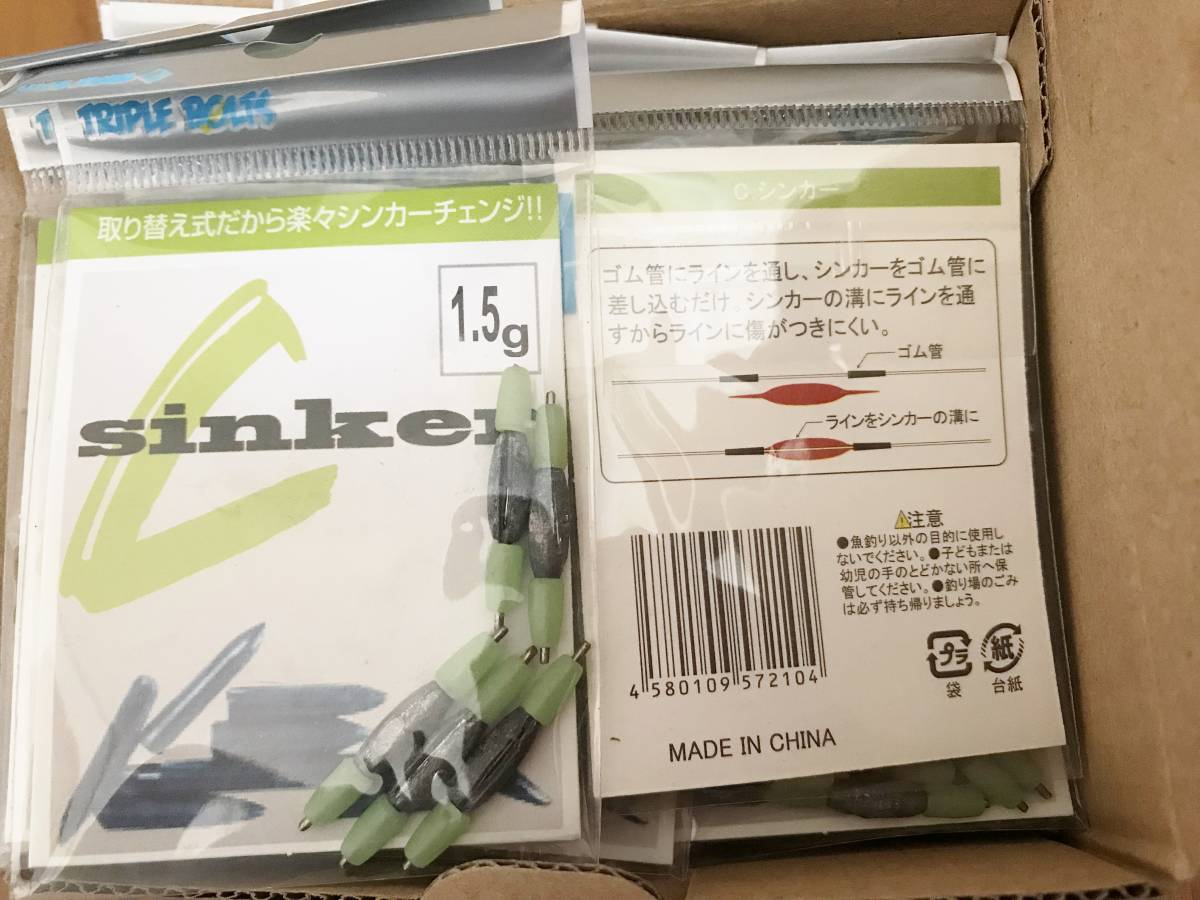 TRIPLE BOLTS
取り替え式だから楽々シンカーチェンジ!!
1.5g
C
sinker
C.シンカー
ゴム管にラインを通し、シンカーをゴム管に
差し込むだけ。シンカーの溝にラインを通
すからラインに傷がつきにくい。
ゴム管
ラインをシンカーの溝に
注意
●魚釣り以外の目的に使用し
ないでください。●子どもまたは
幼児の手のとどかない所へ保
管してください。●釣り場のごみ
は必ず持ち帰りましょう。
プラ
袋
紙
台紙
4 580109 572104
MADE IN CHINA